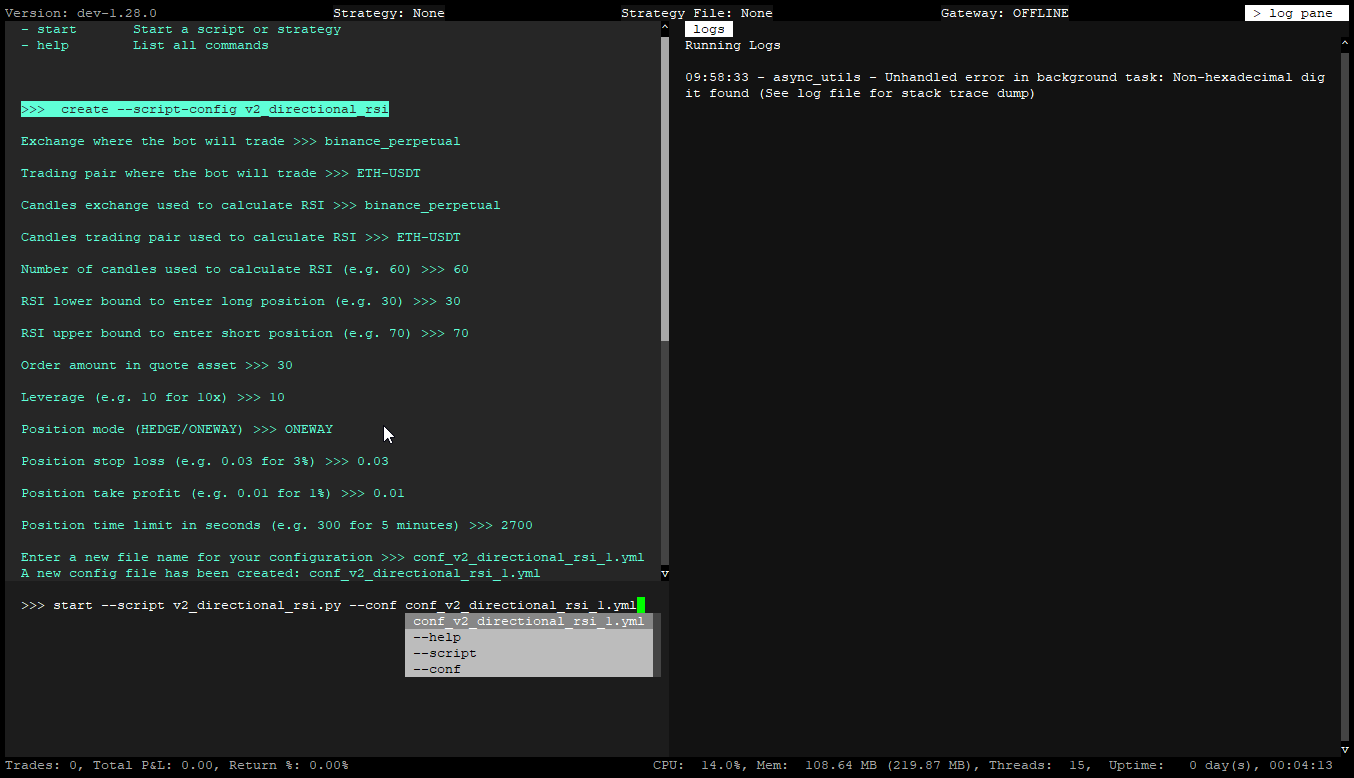 Version: dev-1.28.0 Strategy: None Strategy File: None Gateway: OFFLINE > log pane
- start Start a script or strategy
- help List all commands
>>> create --script-config v2_directional_rsi
Exchange where the bot will trade >>> binance_perpetual
Trading pair where the bot will trade >>> ETH-USDT
Candles exchange used to calculate RSI >>> binance_perpetual
Candles trading pair used to calculate RSI >>> ETH-USDT
Number of candles used to calculate RSI (e.g. 60) >>> 60
RSI lower bound to enter long position (e.g. 30) >>> 30
RSI upper bound to enter short position (e.g. 70) >>> 70
Order amount in quote asset >>> 30
Leverage (e.g. 10 for 10x) >>> 10
Position mode (HEDGE/ONEWAY) >>> ONEWAY
Position stop loss (e.g. 0.03 for 3%) >>> 0.03
Position take profit (e.g. 0.01 for 1%) >>> 0.01
Position time limit in seconds (e.g. 300 for 5 minutes) >>> 2700
Enter a new file name for your configuration >>> conf_v2_directional_rsi_1.yml
A new config file has been created: conf_v2_directional_rsi_1.yml
>>> start --script v2_directional_rsi.py --conf conf_v2_directional_rsi_1.yml
conf_v2_directional_rsi_1.yml
--help
--script
--conf
logs
Running Logs
09:58:33 - async_utils - Unhandled error in background task: Non-hexadecimal dig
it found (See log file for stack trace dump)
Trades: 0, Total P&L: 0.00, Return %: 0.00% CPU: 14.0%, Mem: 108.64 MB (219.87 MB), Threads: 15, Uptime: 0 day(s), 00:04:13